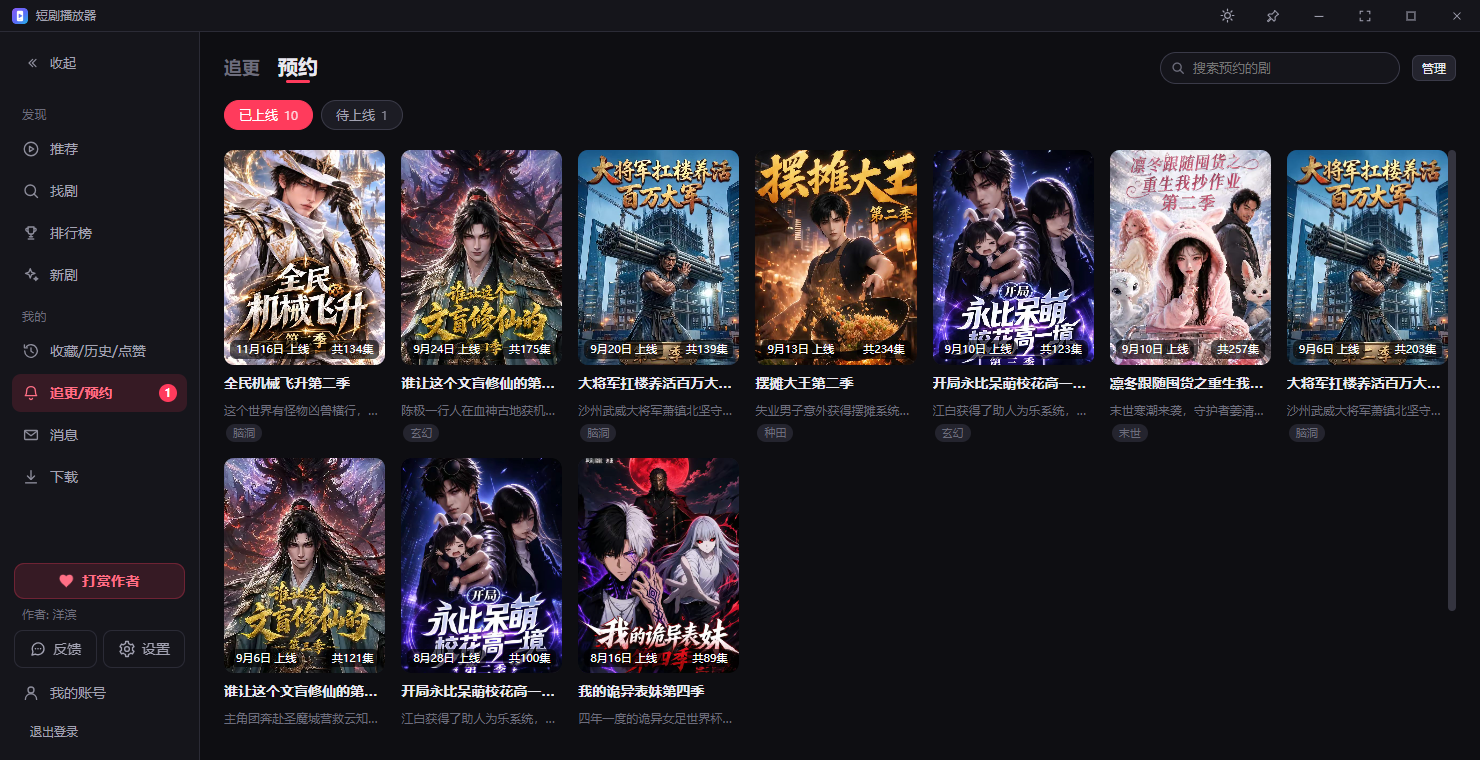 短剧播放器
收起
发现
推荐
找剧
排行榜
新剧
我的
收藏/历史/点赞
追更/预约 1
消息
下载
打赏作者
作者: 洋滨
反馈
设置
我的账号
退出登录
追更 预约
搜索预约的剧
管理
已上线 10
待上线 1
全民
机械飞升
11月16日 上线 共134集
全民机械飞升第二季
这个世界有怪物凶兽横行，...
脑洞
谁让这个
文盲修仙的
9月24日 上线 共175集
谁让这个文盲修仙的第...
陈极一行人在血神古地获机...
玄幻
大将军扛楼养活
百万大军
9月20日 上线 共139集
大将军扛楼养活百万大...
沙州武威大将军萧镇北坚守...
脑洞
摆摊大王
第二季
9月13日 上线 共234集
摆摊大王第二季
失业男子意外获得摆摊系统...
种田
开局
永比呆萌
校花高一境
第三季
9月10日 上线 共123集
开局永比呆萌校花高一...
江白获得了助人为乐系统，...
玄幻
凛冬跟随囤货之
重生我抄作业
第二季
9月10日 上线 共257集
凛冬跟随囤货之重生我...
末世寒潮来袭，守护者姜清...
末世
大将军扛楼养活
百万大军
9月6日 上线 共203集
大将军扛楼养活百万大...
沙州武威大将军萧镇北坚守...
脑洞
谁让这个
文盲修仙的
9月6日 上线 共121集
谁让这个文盲修仙的第...
主角团奔赴圣魔城营救云知...
开局
永比呆萌
校花高一境
8月28日 上线 共100集
开局永比呆萌校花高一...
江白获得了助人为乐系统，...
我的诡异表妹
8月16日 上线 共89集
我的诡异表妹第四季
四年一度的诡异女足世界杯...